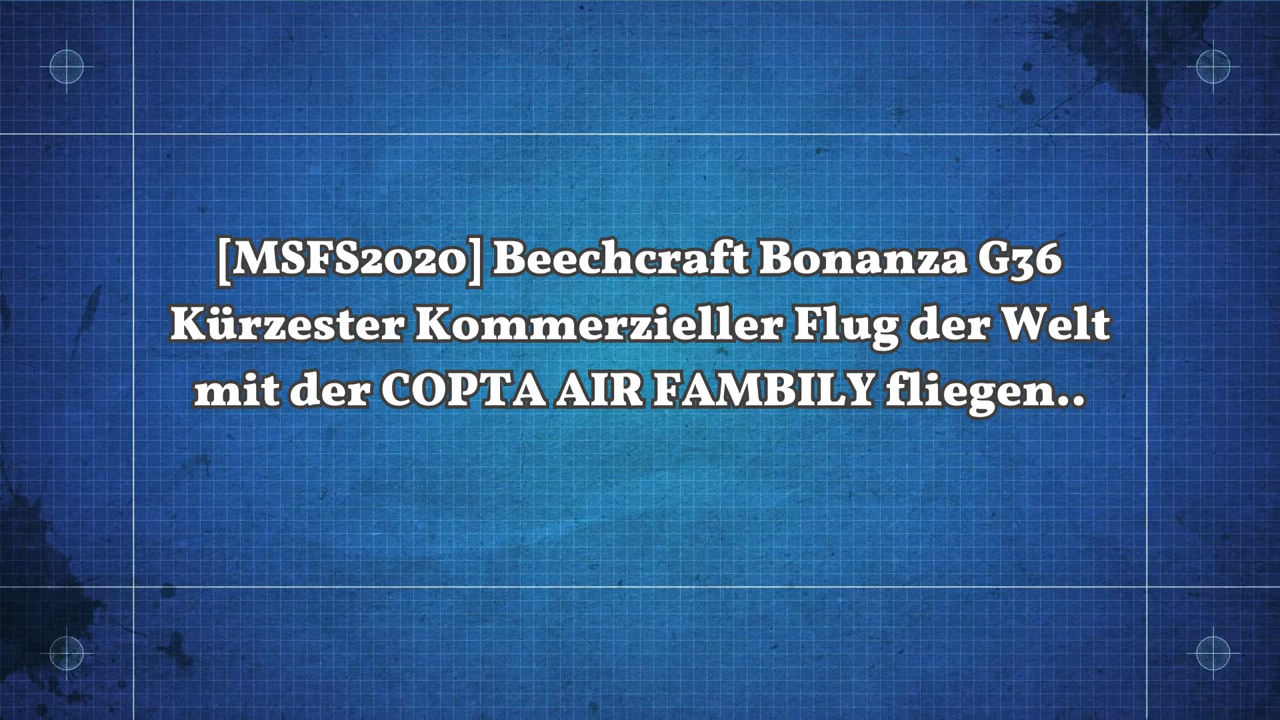 [MSFS2020] Beechcraft Bonanza G36
Kürzester Kommerzieller Flug der Welt
mit der COPTA AIR FAMBILY fliegen..